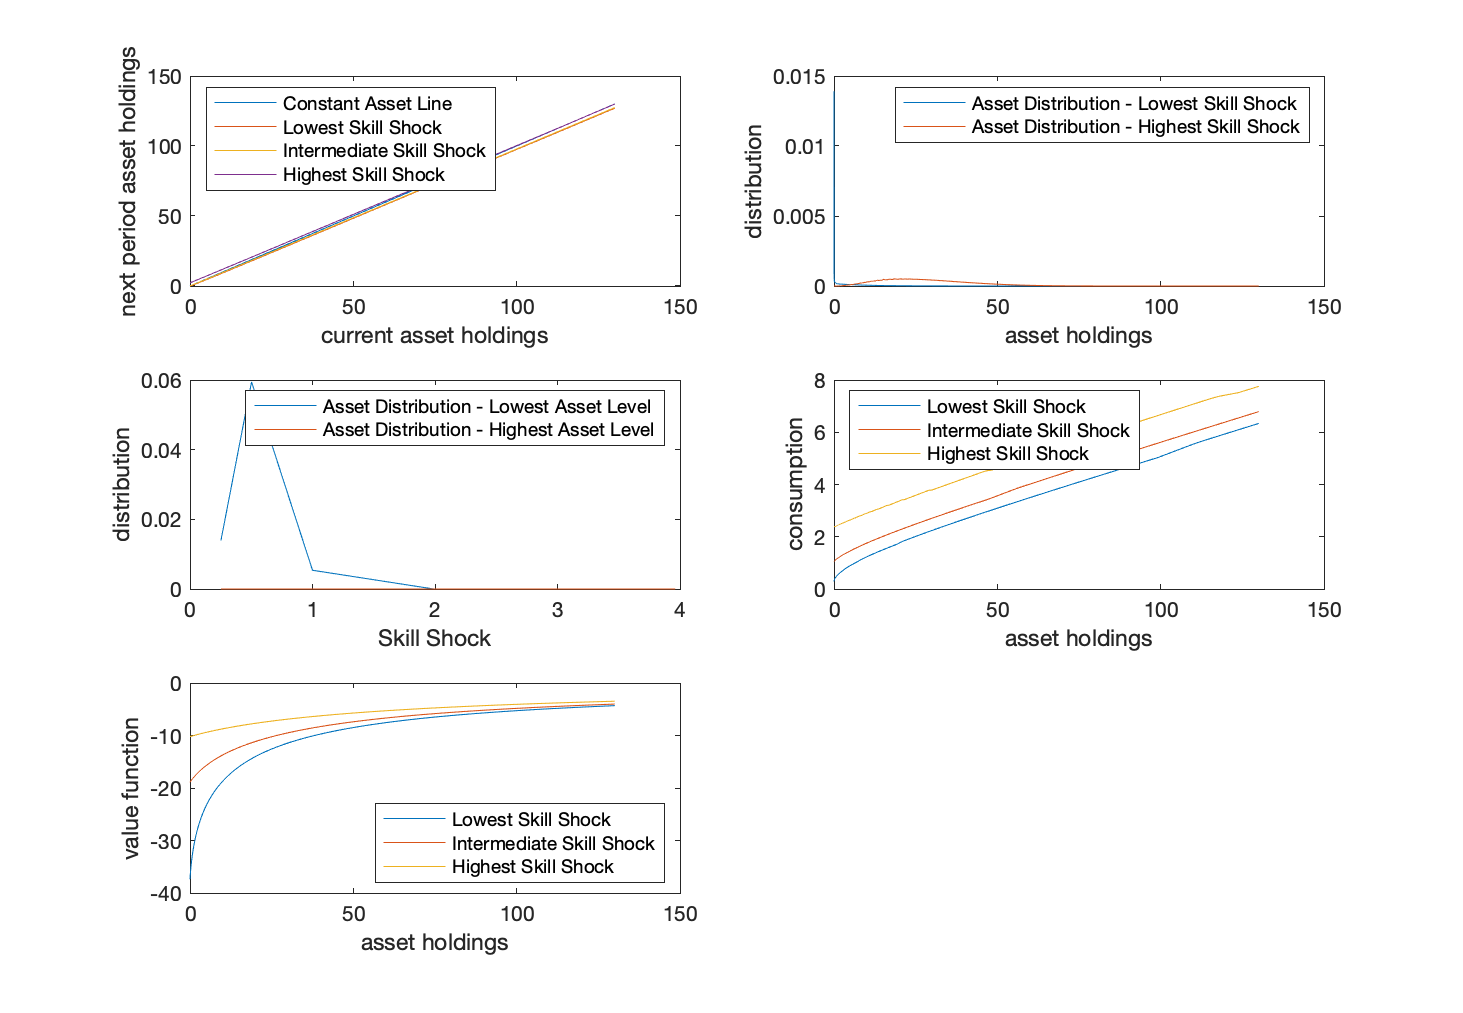 next period asset holdings
150
100
50
0
Constant Asset Line
Lowest Skill Shock
Intermediate Skill Shock
Highest Skill Shock
0
50
100
150
current asset holdings
distribution
0.015
0.01
0.005
0
Asset Distribution - Lowest Skill Shock
Asset Distribution - Highest Skill Shock
0
50
100
150
asset holdings
distribution
0.06
0.04
0.02
0
Asset Distribution - Lowest Asset Level
Asset Distribution - Highest Asset Level
0
1
2
3
4
Skill Shock
consumption
8
6
4
2
0
Lowest Skill Shock
Intermediate Skill Shock
Highest Skill Shock
0
50
100
150
asset holdings
value function
0
-10
-20
-30
-40
Lowest Skill Shock
Intermediate Skill Shock
Highest Skill Shock
0
50
100
150
asset holdings